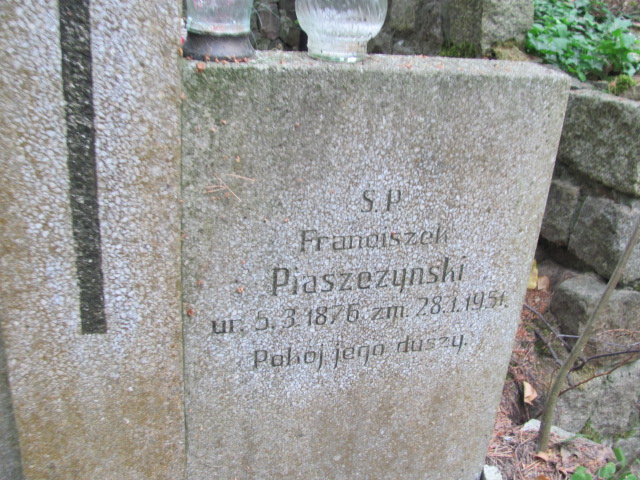 S.P.
Franciszek
Piaszczynski
ur. 5.3.1876 zm. 28.1.1951.
Pokój jego duszy.